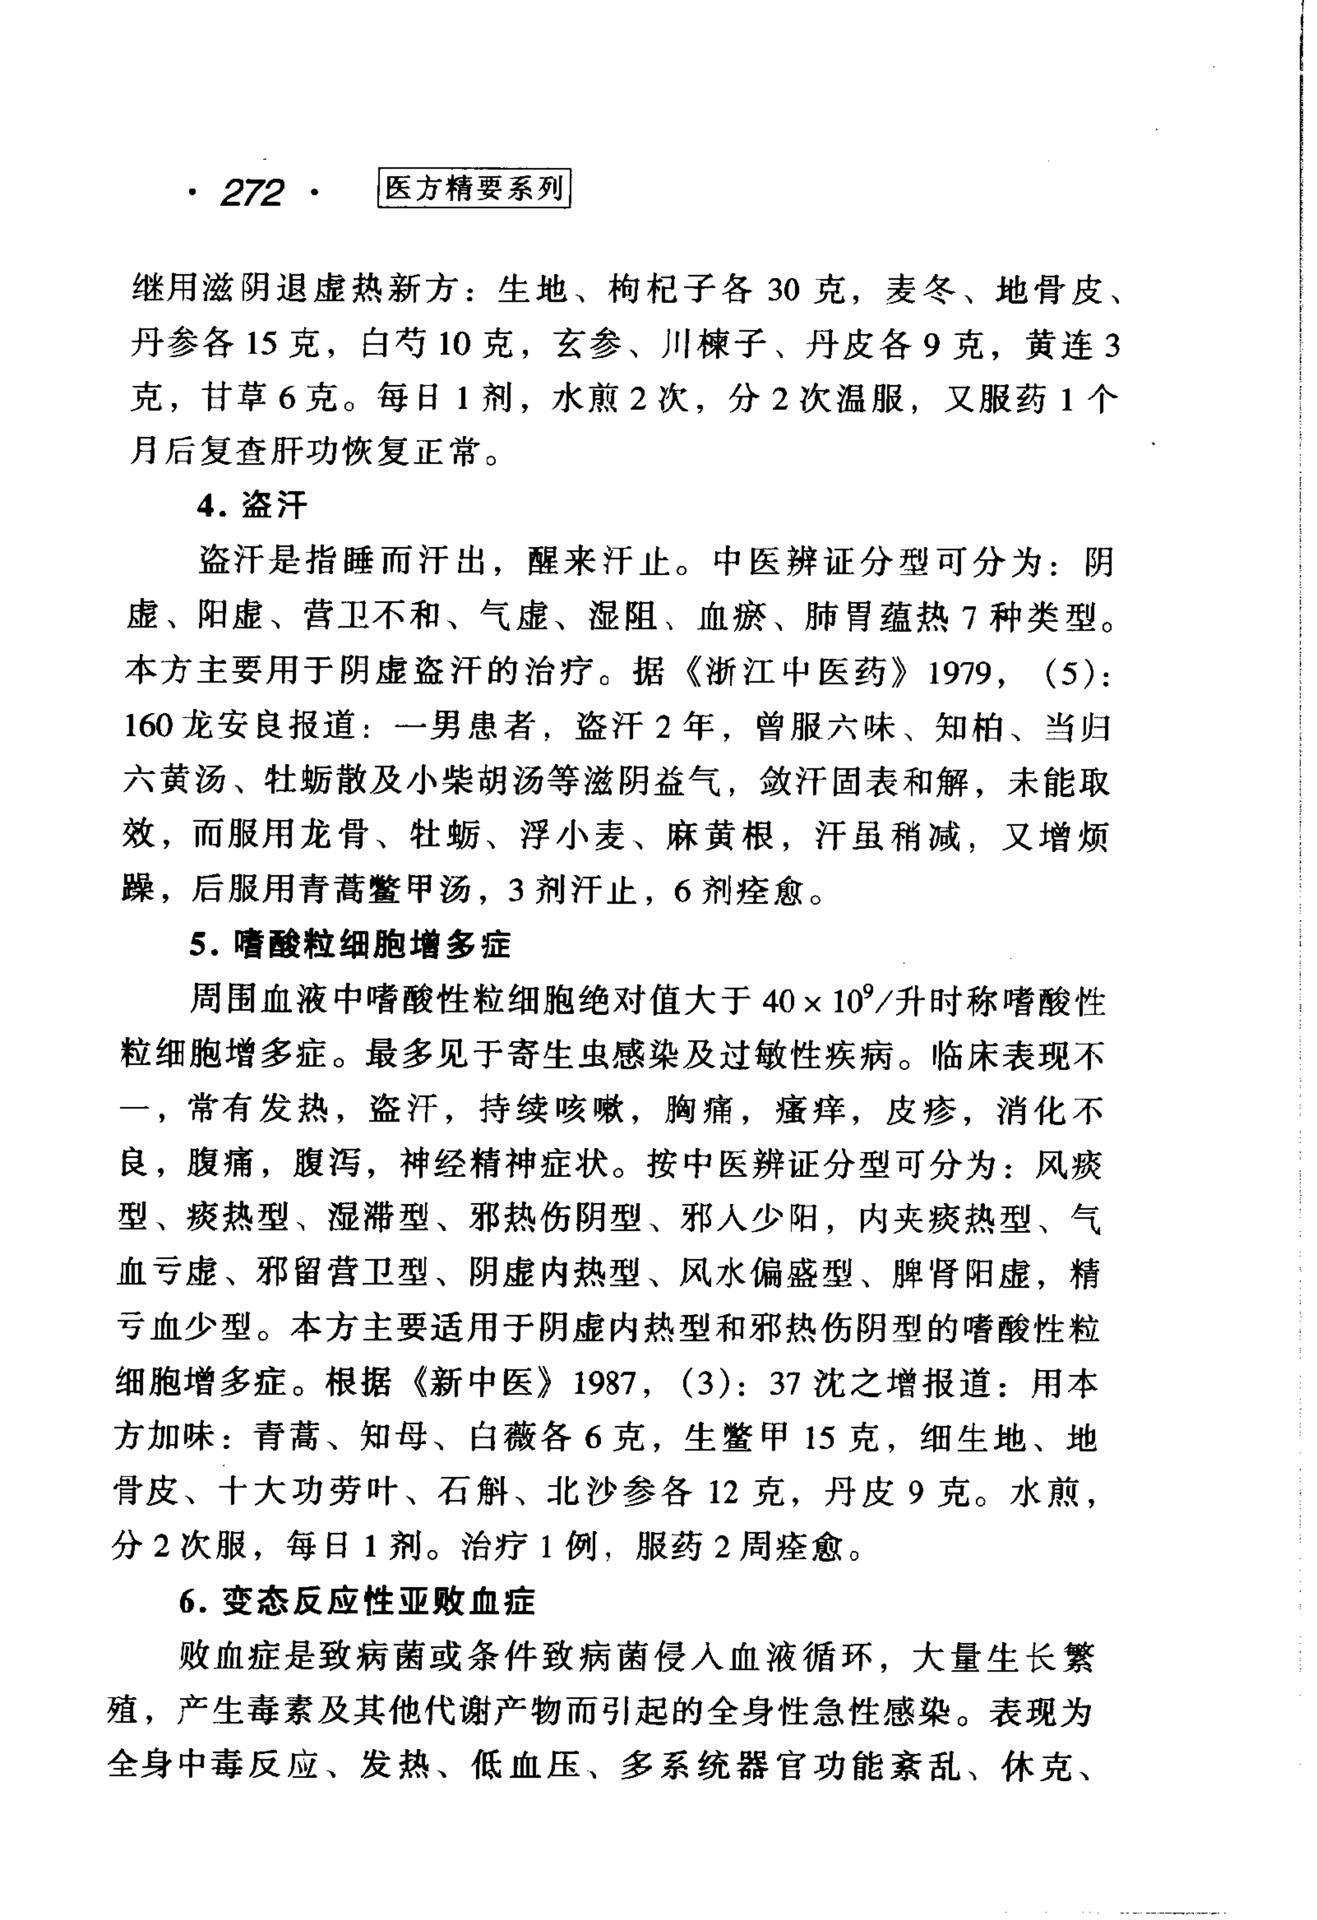 · 272 · 医方精要系列
继用滋阴退虚热新方：生地、枸杞子各 30 克，麦冬、地骨皮、
丹参各 15 克，白芍 10 克，玄参、川楝子、丹皮各 9 克，黄连 3
克，甘草 6 克。每日 1 剂，水煎 2 次，分 2 次温服，又服药 1 个
月后复查肝功恢复正常。
4. 盗汗
盗汗是指睡而汗出，醒来汗止。中医辨证分型可分为：阴
虚、阳虚、营卫不和、气虚、湿阻、血瘀、肺胃蕴热 7 种类型。
本方主要用于阴虚盗汗的治疗。据《浙江中医药》1979，（5）：
160 龙安良报道：一男患者，盗汗 2 年，曾服六味、知柏、当归
六黄汤、牡蛎散及小柴胡汤等滋阴益气，敛汗固表和解，未能取
效，而服用龙骨、牡蛎、浮小麦、麻黄根，汗虽稍减，又增烦
躁，后服用青蒿鳖甲汤，3 剂汗止，6 剂痊愈。
5. 嗜酸粒细胞增多症
周围血液中嗜酸性粒细胞绝对值大于 40 × 10⁹/升时称嗜酸性
粒细胞增多症。最多见于寄生虫感染及过敏性疾病。临床表现不
一，常有发热，盗汗，持续咳嗽，胸痛，瘙痒，皮疹，消化不
良，腹痛，腹泻，神经精神症状。按中医辨证分型可分为：风痰
型、痰热型、湿滞型、邪热伤阴型、邪入少阳，内夹痰热型、气
血亏虚、邪留营卫型、阴虚内热型、风水偏盛型、脾肾阳虚，精
亏血少型。本方主要适用于阴虚内热型和邪热伤阴型的嗜酸性粒
细胞增多症。根据《新中医》1987，（3）：37 沈之增报道：用本
方加味：青蒿、知母、白薇各 6 克，生鳖甲 15 克，细生地、地
骨皮、十大功劳叶、石斛、北沙参各 12 克，丹皮 9 克。水煎，
分 2 次服，每日 1 剂。治疗 1 例，服药 2 周痊愈。
6. 变态反应性亚败血症
败血症是致病菌或条件致病菌侵入血液循环，大量生长繁
殖，产生毒素及其他代谢产物而引起的全身性急性感染。表现为
全身中毒反应、发热、低血压、多系统器官功能紊乱、休克、